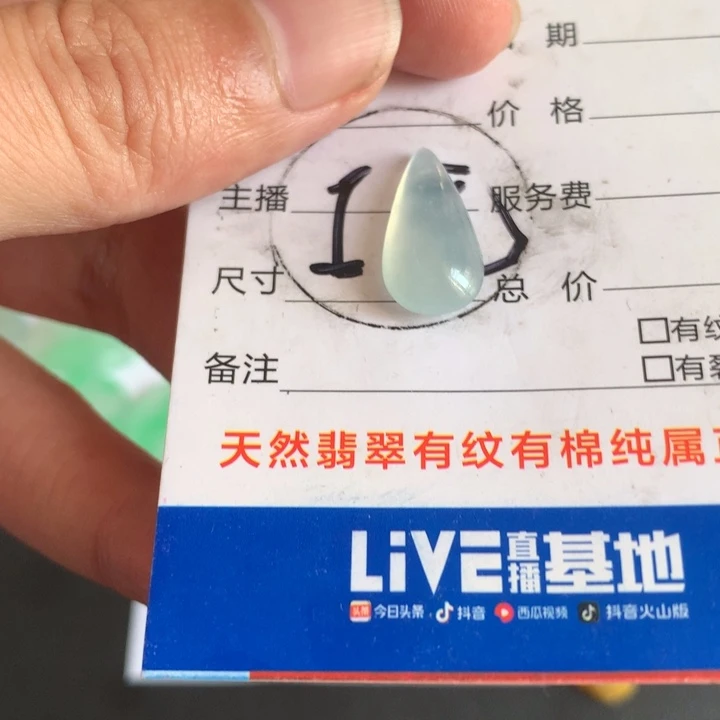 期
价 格
主播 服务费
尺寸 总 价
有纹
备注 有裂
天然翡翠有纹有棉纯属
LiVE直播基地
今日头条 抖音 西瓜视频 抖音火山版